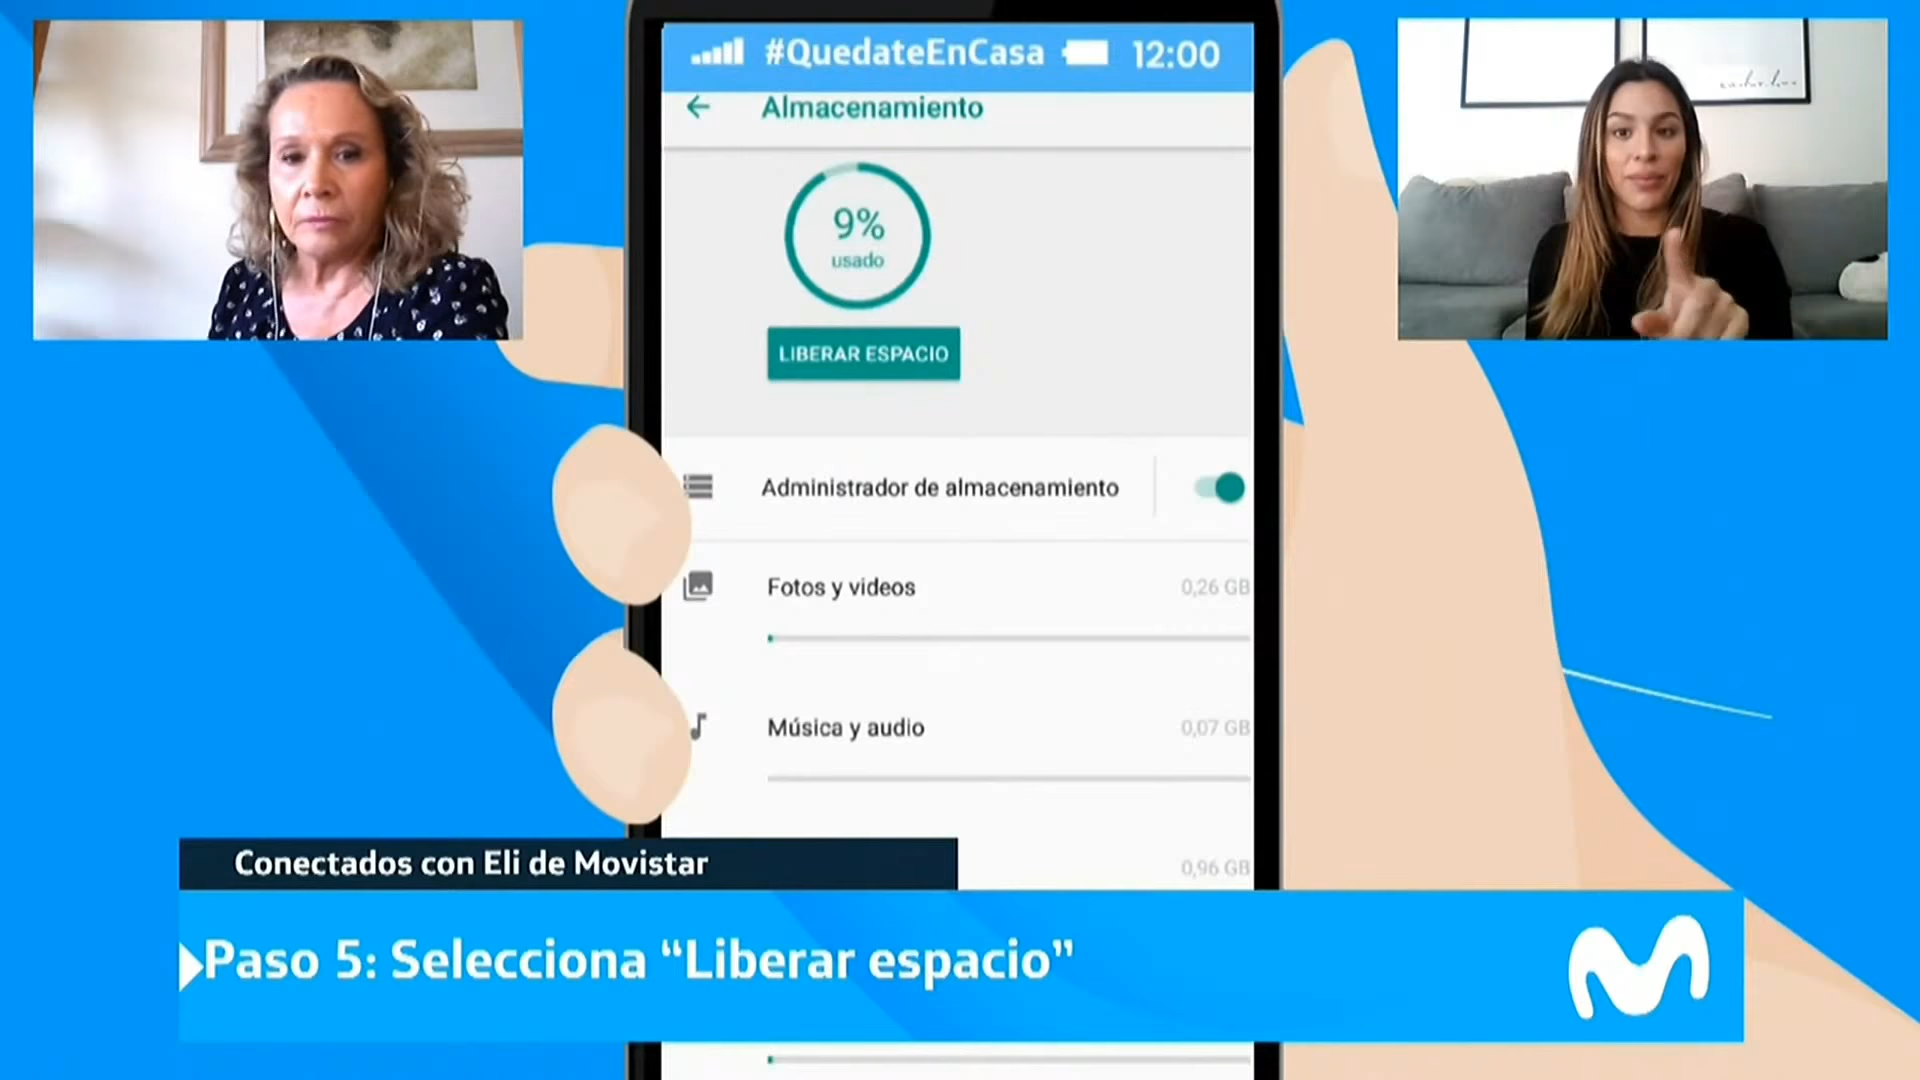 #QuedateEnCasa 12:00
Almacenamiento
9%
usado
LIBERAR ESPACIO
Administrador de almacenamiento
Fotos y videos 0,26 GB
Música y audio 0,07 GB
0,96 GB
Conectados con Eli de Movistar
Paso 5: Selecciona “Liberar espacio”